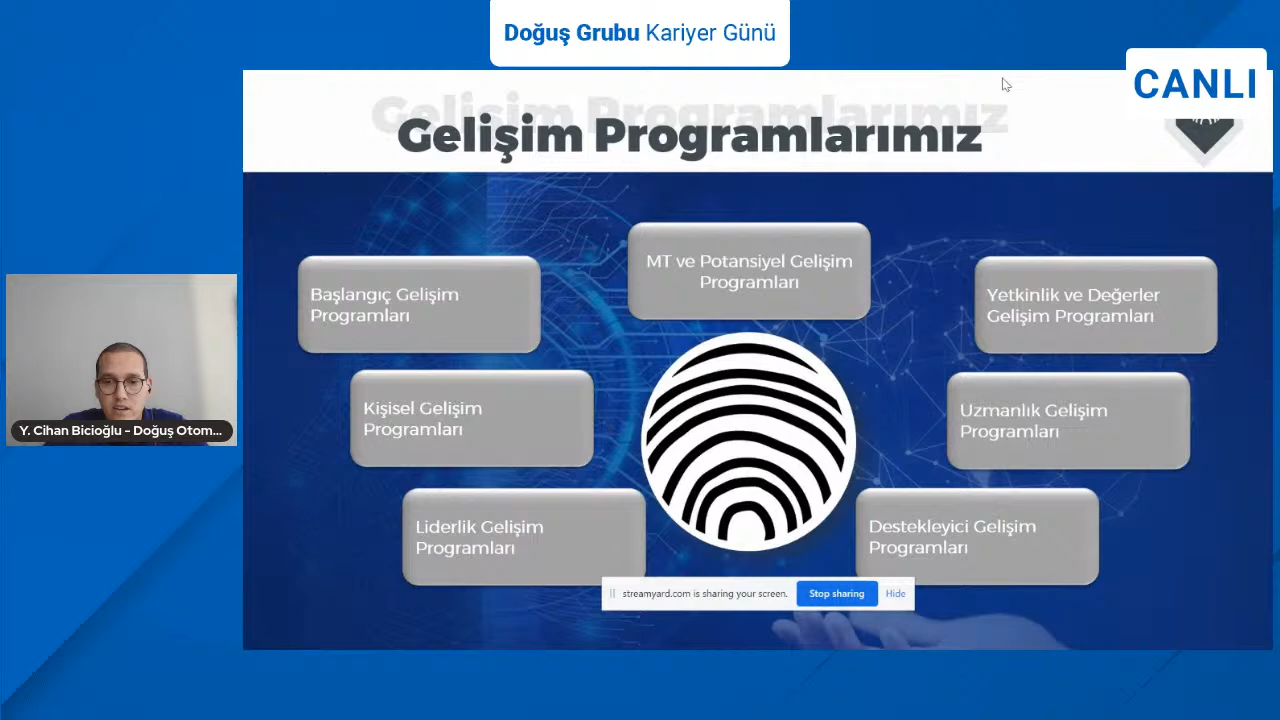 Doğuş Grubu Kariyer Günü
CANLI
Gelişim Programlarımız
Gelişim Programlarımız
MT ve Potansiyel Gelişim
Programları
Başlangıç Gelişim
Programları
Yetkinlik ve Değerler
Gelişim Programları
Kişisel Gelişim
Programları
Uzmanlık Gelişim
Programları
Y. Cihan Bicioğlu - Doğuş Otom...
Liderlik Gelişim
Programları
Destekleyici Gelişim
Programları
streamyard.com is sharing your screen.
Stop sharing
Hide